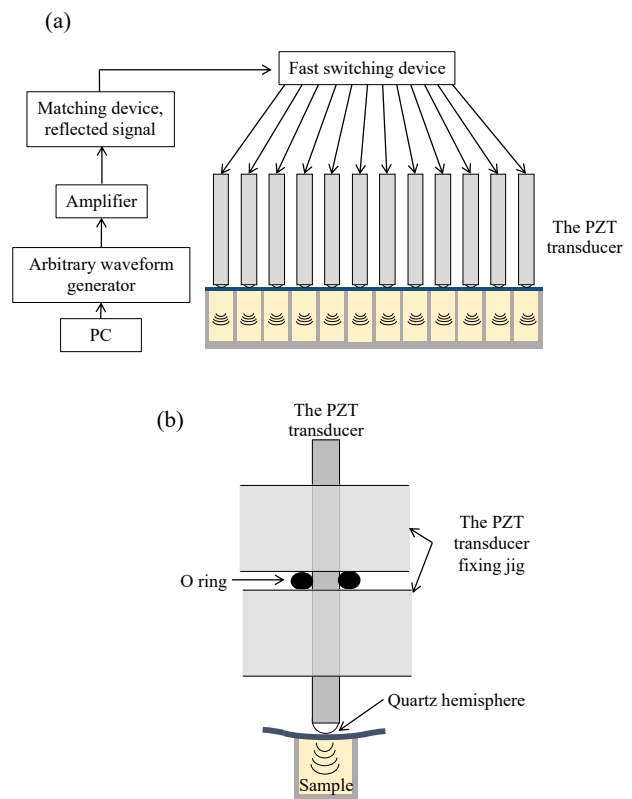 (a)
Fast switching device
Matching device,
reflected signal
Amplifier
Arbitrary waveform
generator
PC
The PZT
transducer
(b)
The PZT
transducer
The PZT
transducer
fixing jig
O ring
Quartz hemisphere
Sample